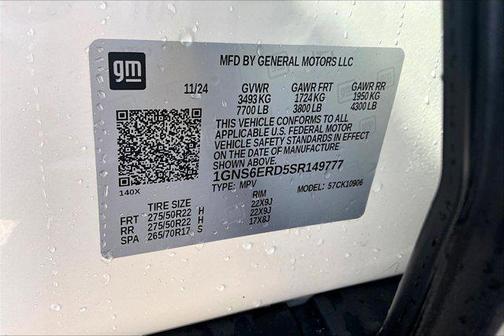 gm
MFD BY GENERAL MOTORS LLC
11/24 GVWR GAWR FRT GAWR RR
3493 KG 1724 KG 1950 KG
7700 LB 3800 LB 4300 LB
THIS VEHICLE CONFORMS TO ALL
APPLICABLE U.S. FEDERAL MOTOR
VEHICLE SAFETY STANDARDS IN EFFECT
ON THE DATE OF MANUFACTURE
SHOWN ABOVE.
1GNS6ERD5SR149777
140X TYPE: MPV MODEL: 57CK10906
TIRE SIZE RIM
FRT 275/50R22 H 22X9J
RR 275/50R22 H 22X9J
SPA 265/70R17 S 17X8J